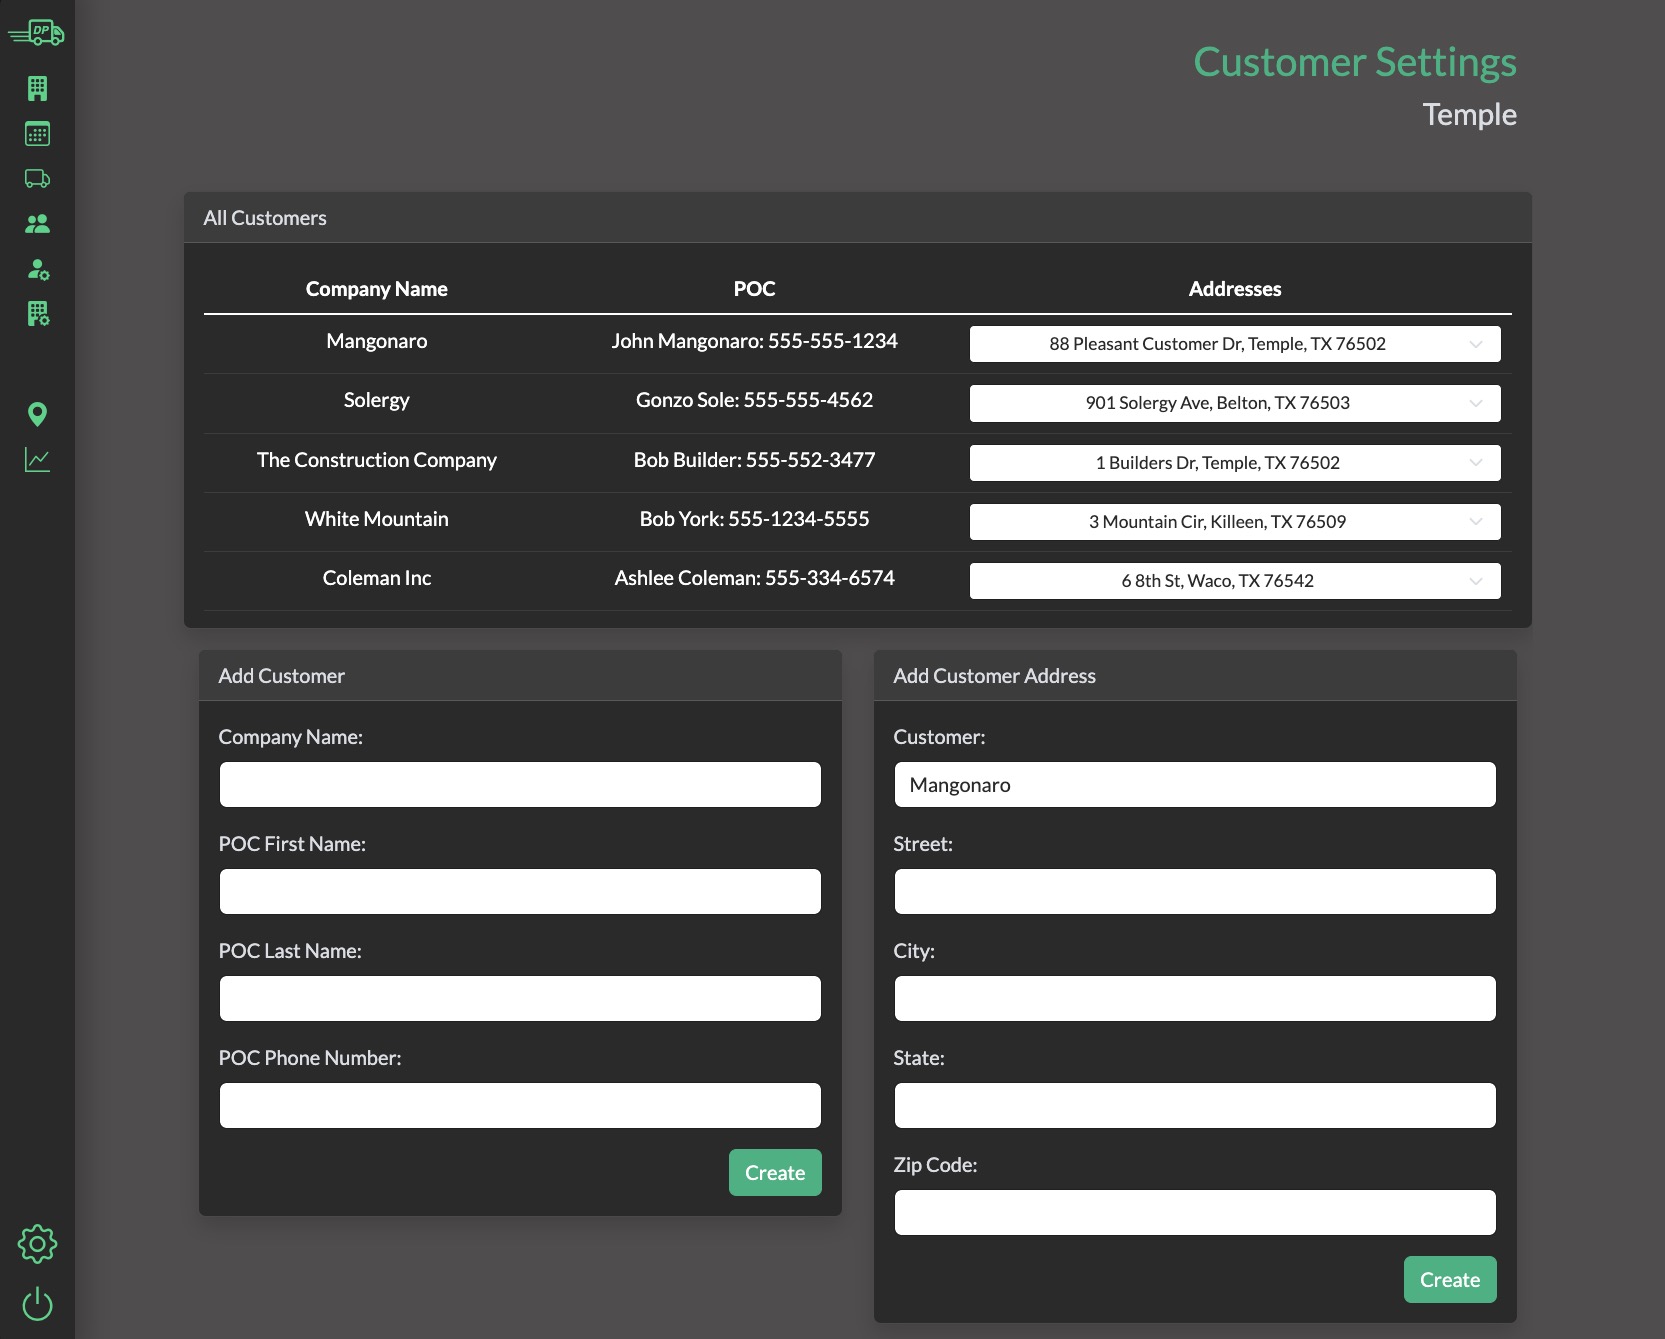 DP
Customer Settings
Temple
All Customers
Company Name POC Addresses
Mangonaro John Mangonaro: 555-555-1234 88 Pleasant Customer Dr, Temple, TX 76502
Solergy Gonzo Sole: 555-555-4562 901 Solergy Ave, Belton, TX 76503
The Construction Company Bob Builder: 555-552-3477 1 Builders Dr, Temple, TX 76502
White Mountain Bob York: 555-1234-5555 3 Mountain Cir, Killeen, TX 76509
Coleman Inc Ashlee Coleman: 555-334-6574 6 8th St, Waco, TX 76542
Add Customer
Company Name:
POC First Name:
POC Last Name:
POC Phone Number:
Create
Add Customer Address
Customer:
Mangonaro
Street:
City:
State:
Zip Code:
Create